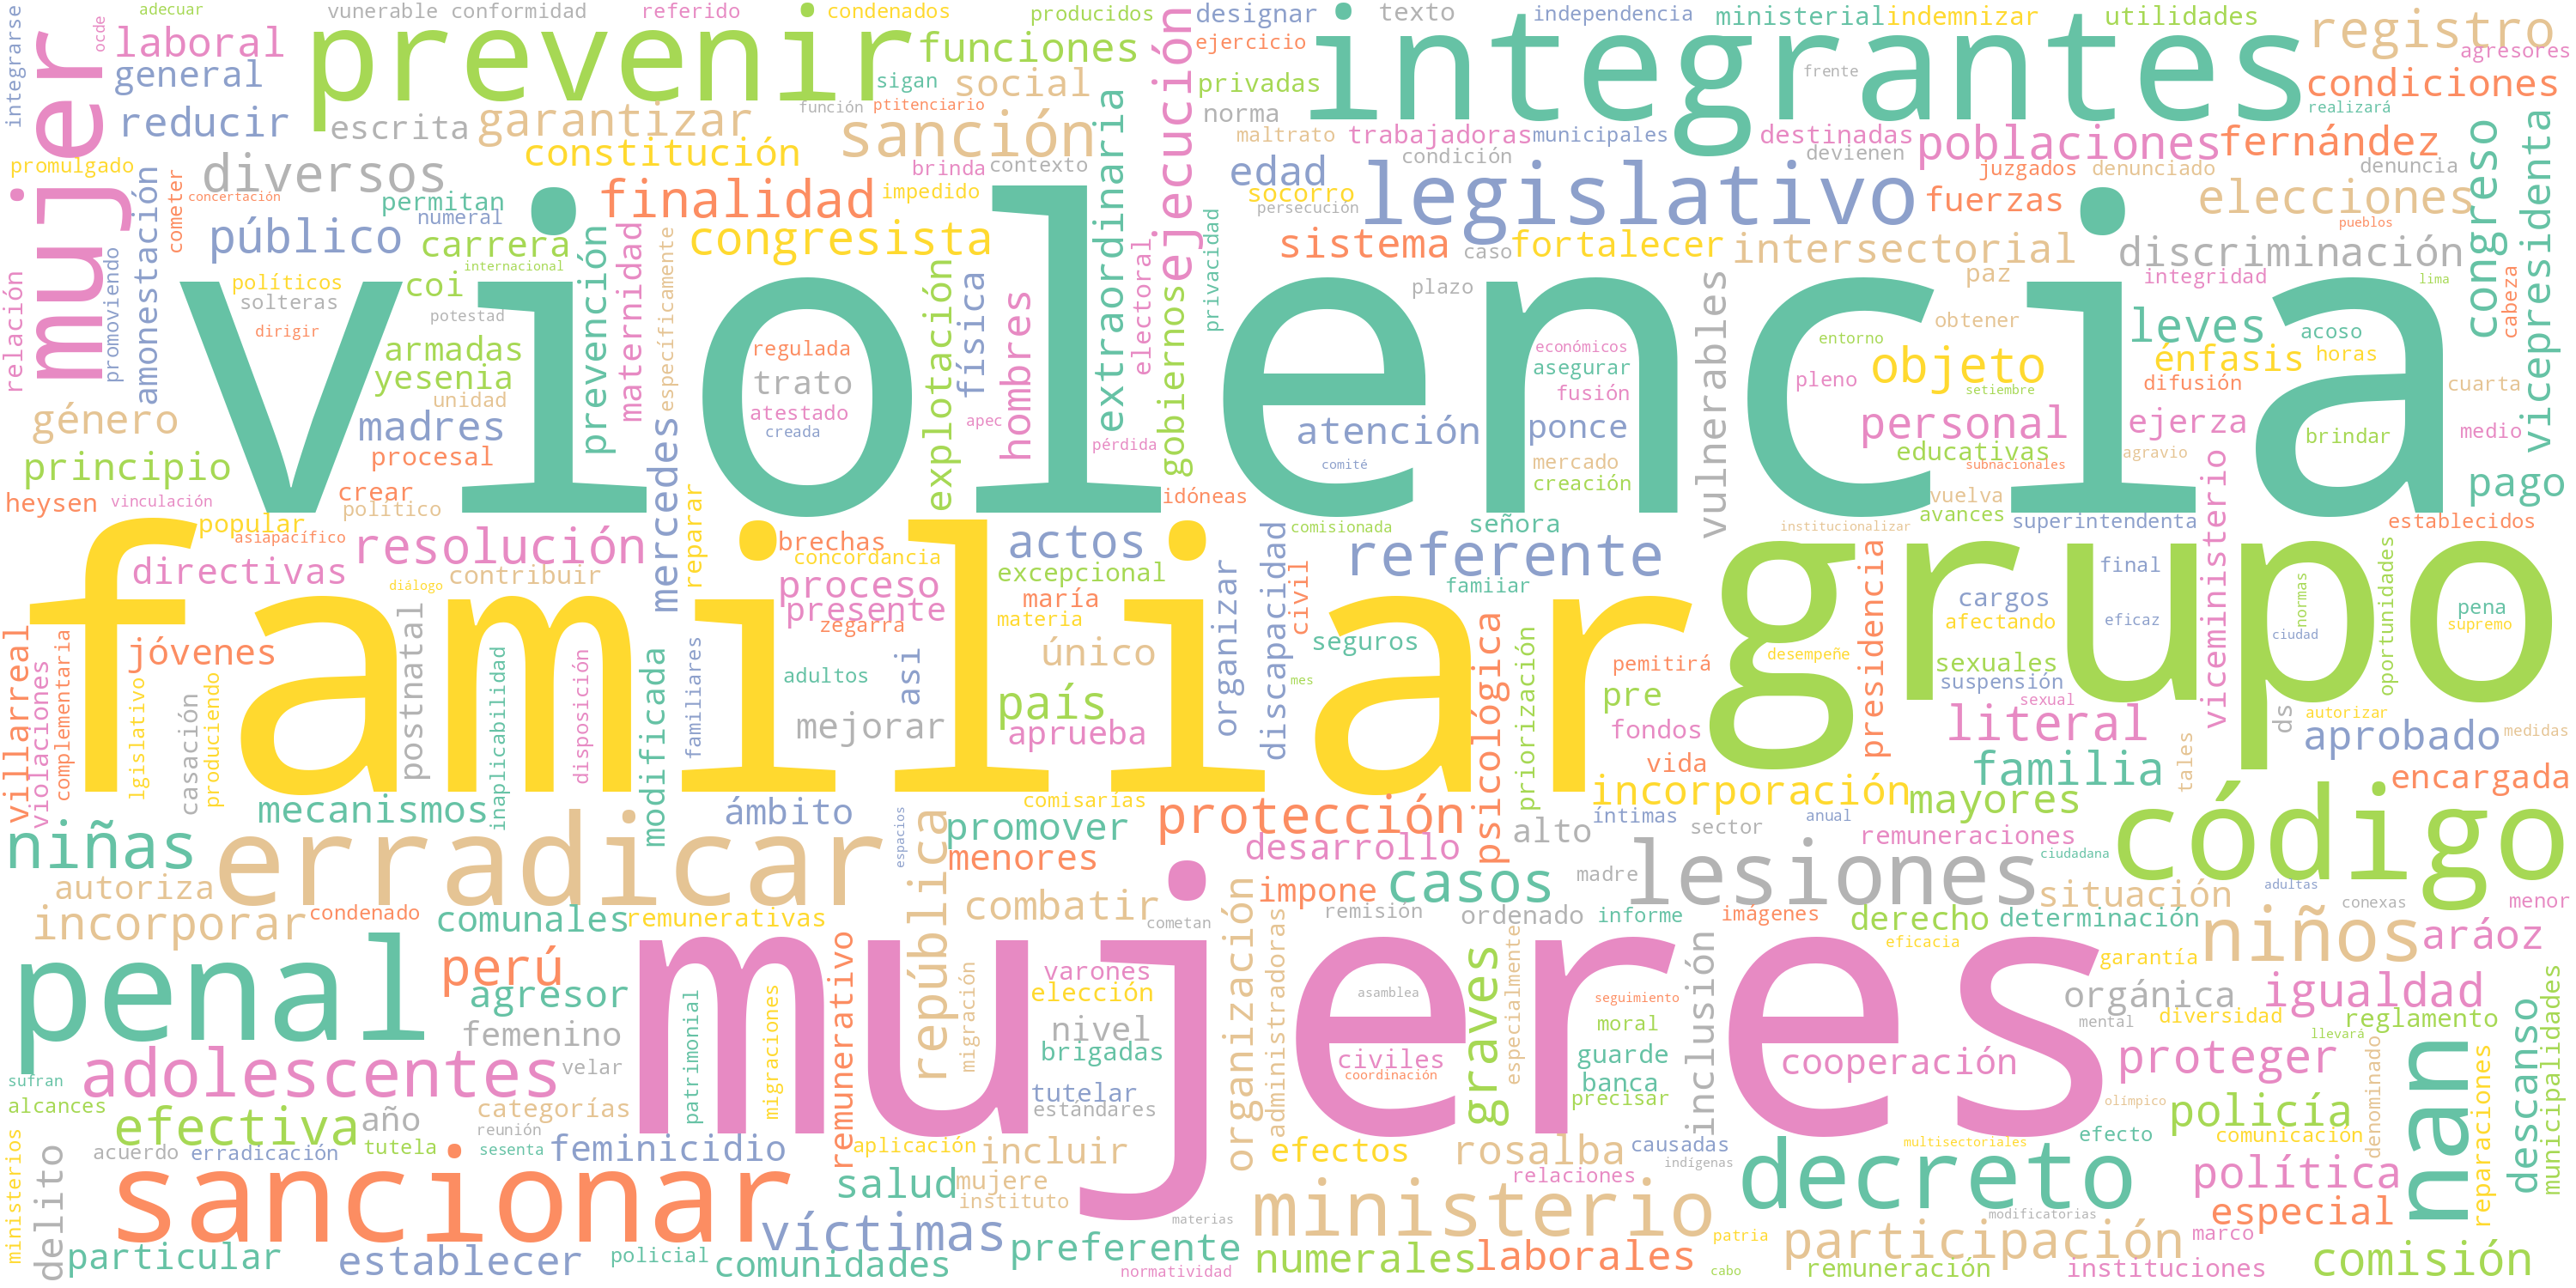 integrarse
adecuar
ocde
mujer
laboral
general
reducir
vunerable
conformidad
prevenir
referido
condenados
funciones
producidos
sigan
social
función
ptitenciario
escrita
garantizar
sanción
constitución
diversos
promulgado
amonestación
cometer
concertación
permitan
numeral
finalidad
brinda
contexto
impedido
extraordinaria
gobiernos
ejecución
designar
ejercicio
privadas
norma
texto
independencia
ministerial
indemnizar
utilidades
registro
agresores
integrantes
frente
condiciones
realizará
maltrato
trabajadoras
municipales
destinadas
poblaciones
fernández
condición
devienen
juzgados
denunciado
denuncia
edad
socorro
persecución
legislativo
fuerzas
elecciones
pueblos
congreso
vicepresidenta
cabeza
sistema
caso
fortalecer
intersectorial
discriminación
privacidad
electoral
público
carrera
internacional
congresista
relación
promoviendo
políticos
solteras
dirigir
coi
potestad
prevención
maternidad
específicamente
explotación
física
hombres
violencia
plazo
vulnerables
paz
obtener
integridad
lima
leves
acoso
énfasis
horas
difusión
cuarta
armadas
yesenia
unidad
madres
procesal
género
principio
heysen
vinculación
crear
político
mercedes
reparar
regulada
trato
atestado
creada
apec
pérdida
idóneas
atención
comité
económicos
asegurar
fusión
ponce
mercado
creación
entorno
objeto
pleno
setiembre
personal
ejerza
educativas
agravio
subnacionales
brindar
medio
pago
popular
asiapacífico
resolución
directivas
diálogo
contribuir
brechas
concordancia
proceso
presente
zegarra
actos
excepcional
maría
materia
comisionada
señora
referente
familiar
organizar
discapacidad
civil
institucionalizar
vuelva
avances
superintendenta
viceministerio
establecidos
grupo
final
presidencia
cargos
afectando
eficaz
normas
ciudad
oportunidades
pena
supremo
villarreal
violaciones
complementaria
jóvenes
lgislativo
casación
produciendo
postnatal
inaplicabilidad
disposición
modificada
familiares
adultos
asi
mejorar
único
país
aprueba
mes
seguros
familiar
psicológica
priorización
pemitirá
pre
fondos
vida
desempeñe
sexuales
suspensión
sexual
literal
ds
autorizar
aprobado
medidas
tales
familia
encargada
mecanismos
ámbito
comisarías
incorporación
mayores
código
niñas
erradicar
espacios
república
promover
menores
protección
desarrollo
alto
íntimas
sector
anual
remuneraciones
ciudadana
autoriza
incorporar
condenado
comunales
remunerativas
combatir
cometan
impone
casos
madre
lesiones
situación
adultas
conexas
menor
remisión
ordenado
informe
imágenes
derecho
determinación
eficacia
garantía
niños
aráoz
penal
perú
agresor
femenino
velar
patrimonial
migraciones
remunerativo
migración
varones
elección
nivel
brigadas
tutelar
estándares
mujeres
organización
administradoras
asamblea
civiles
coordinación
graves
especialmente
seguimiento
moral
guarde
banca
precisar
inclusión
cooperación
orgánica
mental
diversidad
igualdad
reglamento
llevará
proteger
descanso
municipalidades
sufran
alcances
adolescentes
efectiva
año
categorías
reunión
sesenta
olímpico
policía
denominado
man
reparaciones
ministerios
delito
acuerdo
erradicación
tutela
feminicidio
aplicación
incluir
efectos
rosalba
causadas
relaciones
multisectoriales
indígenas
efecto
comunicación
decreto
política
especial
sancionar
salud
mujere
instituto
víctimas
materias
ministerio
modificatorias
patria
participación
marco
particular
establecer
policial
comunidades
preferente
normatividad
numerales
laborales
cabo
remuneración
instituciones
comisión